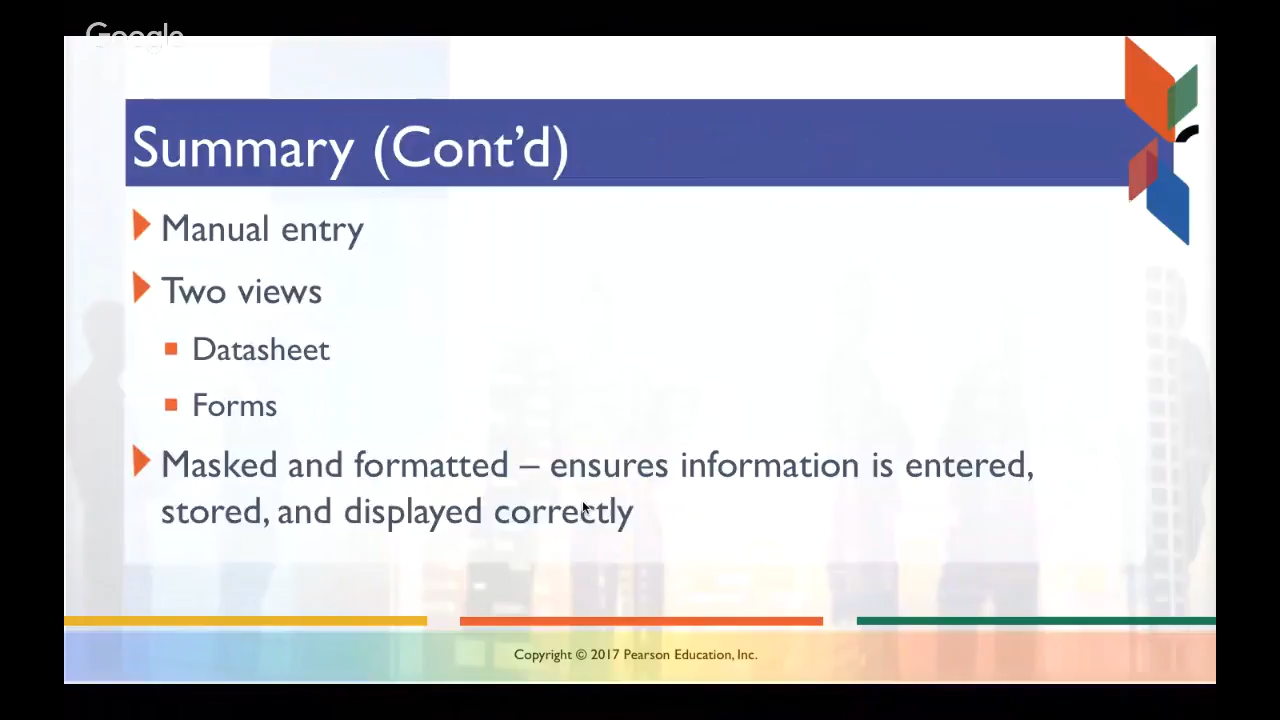 Google
Summary (Cont’d)
Manual entry
Two views
Datasheet
Forms
Masked and formatted – ensures information is entered,
stored, and displayed correctly
Copyright © 2017 Pearson Education, Inc.